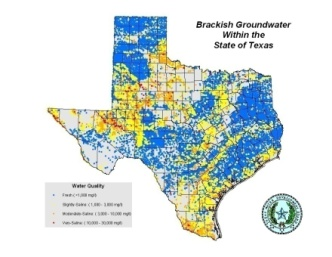 Brackish Groundwater
Within the
State of Texas
Water Quality
Fresh ( <1,000 mg/l)
Slightly-Saline ( 1,000 - 3,000 mg/l)
Moderately-Saline ( 3,000 - 10,000 mg/l)
Very-Saline ( 10,000 - 35,000 mg/l)